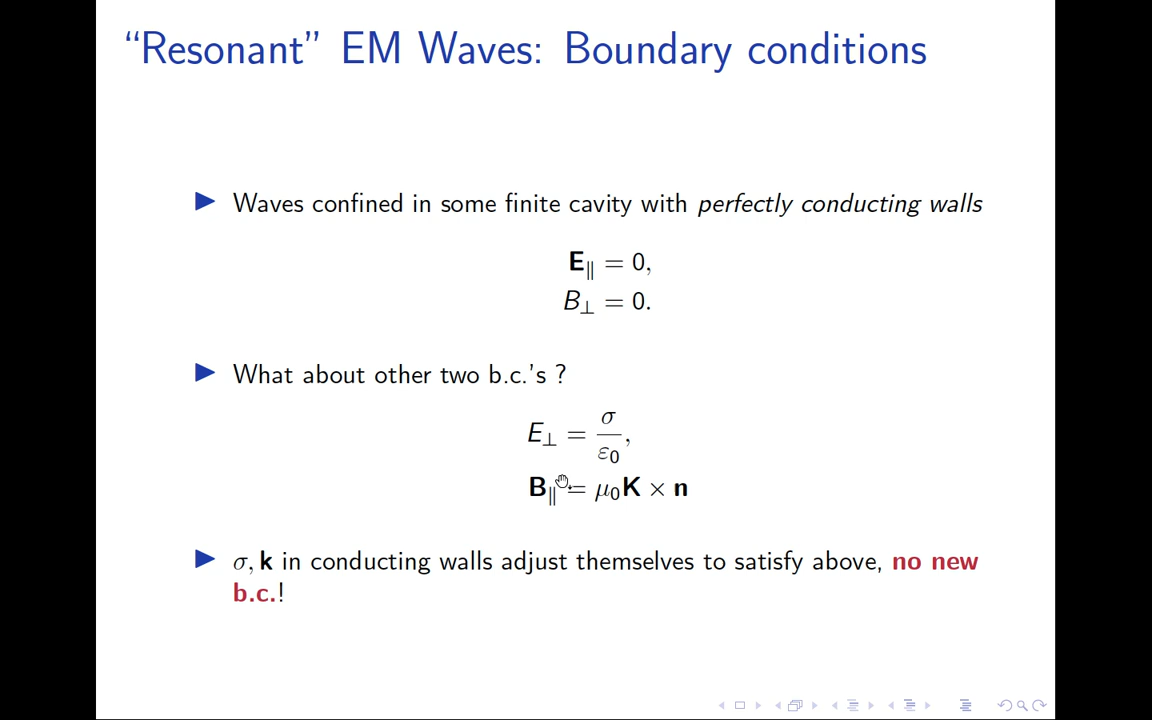 “Resonant” EM Waves: Boundary conditions
▶ Waves confined in some finite cavity with perfectly conducting walls
E∥ = 0,
B⊥ = 0.
▶ What about other two b.c.'s ?
E⊥ = σ/ε₀,
B∥ = μ₀K × n
▶ σ, k in conducting walls adjust themselves to satisfy above, no new
b.c.!